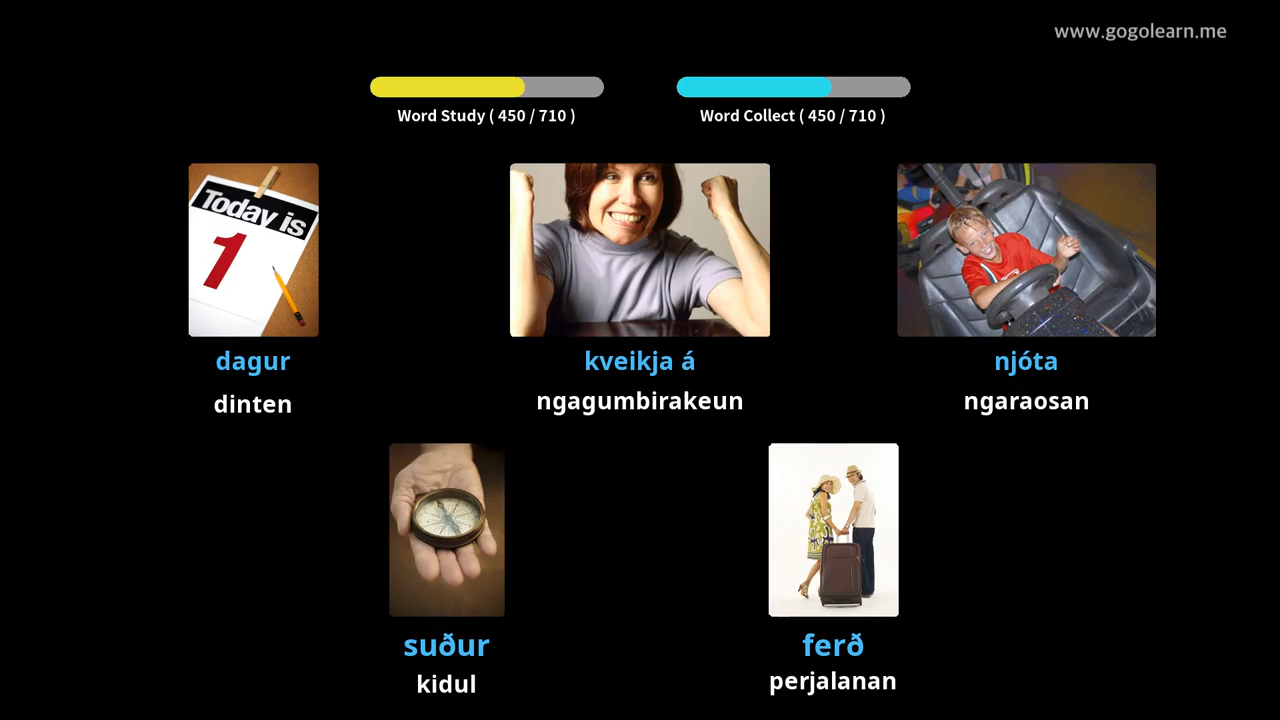 www.gogolearn.me
Word Study ( 450 / 710 )
Word Collect ( 450 / 710 )
Today is
1
dagur
dinten
kveikja á
ngagumbirakeun
njóta
ngaraosan
suður
kidul
ferð
perjalanan